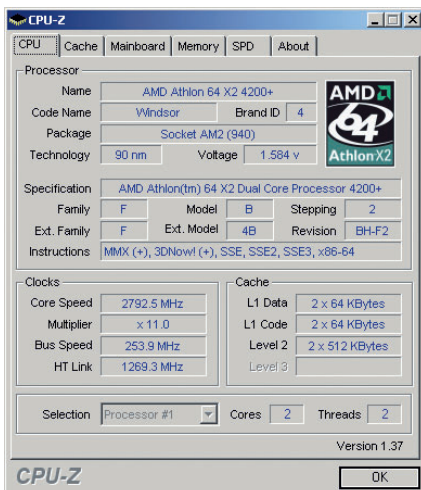 CPU-Z
CPU Cache Mainboard Memory SPD About
Processor
Name AMD Athlon 64 X2 4200+
Code Name Windsor Brand ID 4
Package Socket AM2 (940)
Technology 90 nm Voltage 1.584 v
AMD
64
Athlon X2
Specification AMD Athlon(tm) 64 X2 Dual Core Processor 4200+
Family F Model B Stepping 2
Ext. Family F Ext. Model 4B Revision BH-F2
Instructions MMX (+), 3DNow! (+), SSE, SSE2, SSE3, x86-64
Clocks
Core Speed 2792.5 MHz
Multiplier x 11.0
Bus Speed 253.9 MHz
HT Link 1269.3 MHz
Cache
L1 Data 2 x 64 KBytes
L1 Code 2 x 64 KBytes
Level 2 2 x 512 KBytes
Level 3
Selection Processor #1 Cores 2 Threads 2
Version 1.37
CPU-Z OK